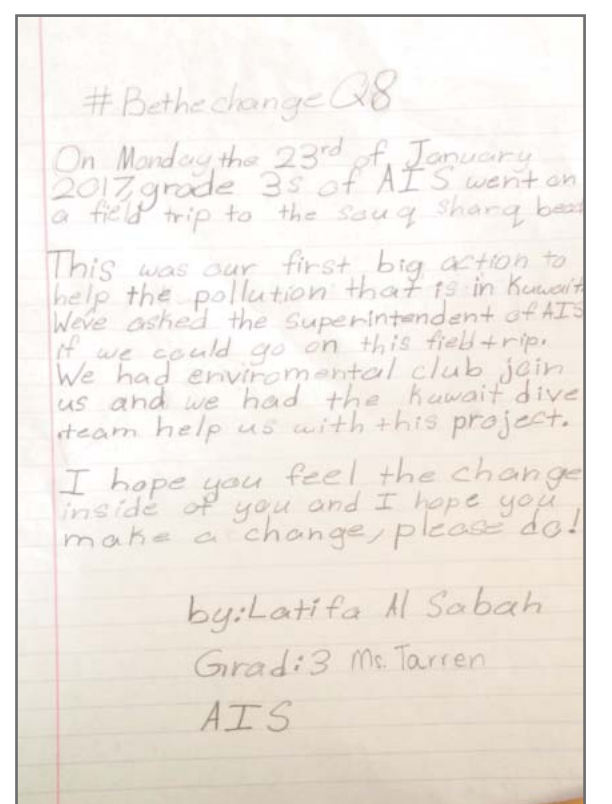 #BethechangeQ8
On Monday the 23rd of January
2017, grade 3s of AIS went on
a field trip to the souq sharq beac
This was our first big action to
help the pollution that is in Kuwait
Weve asked the superintendent of AIS
if we could go on this field trip.
We had enviromental club join
us and we had the Kuwait dive
team help us with this project.
I hope you feel the change
inside of you and I hope you
make a change, please do!
by:Latifa Al Sabah
Grad:3 Ms. Tarren
AIS